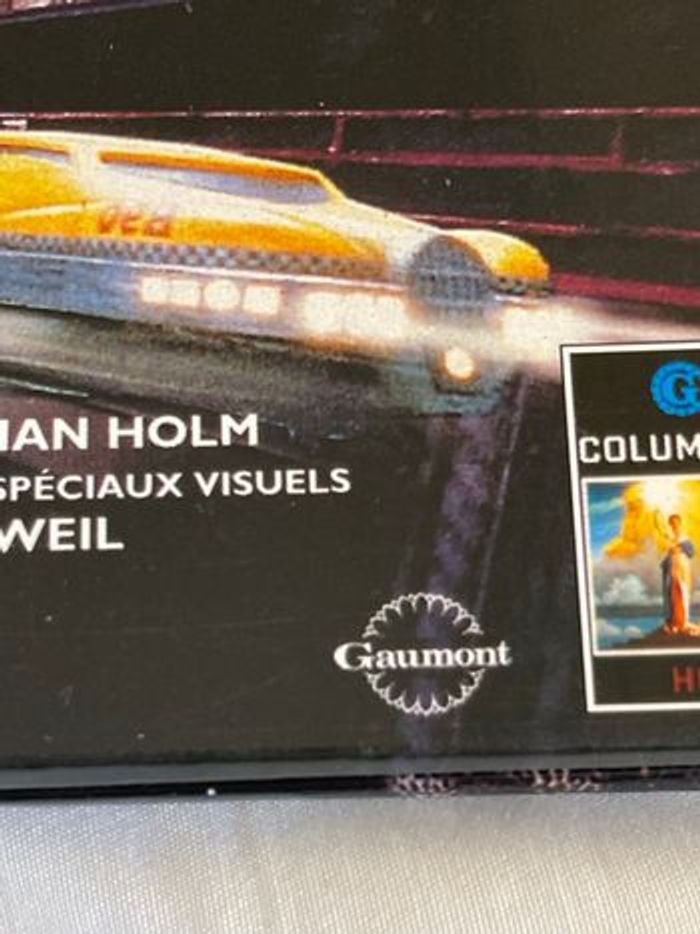 IAN HOLM
SPÉCIAUX VISUELS
WEIL
Gaumont
G
COLUM
H